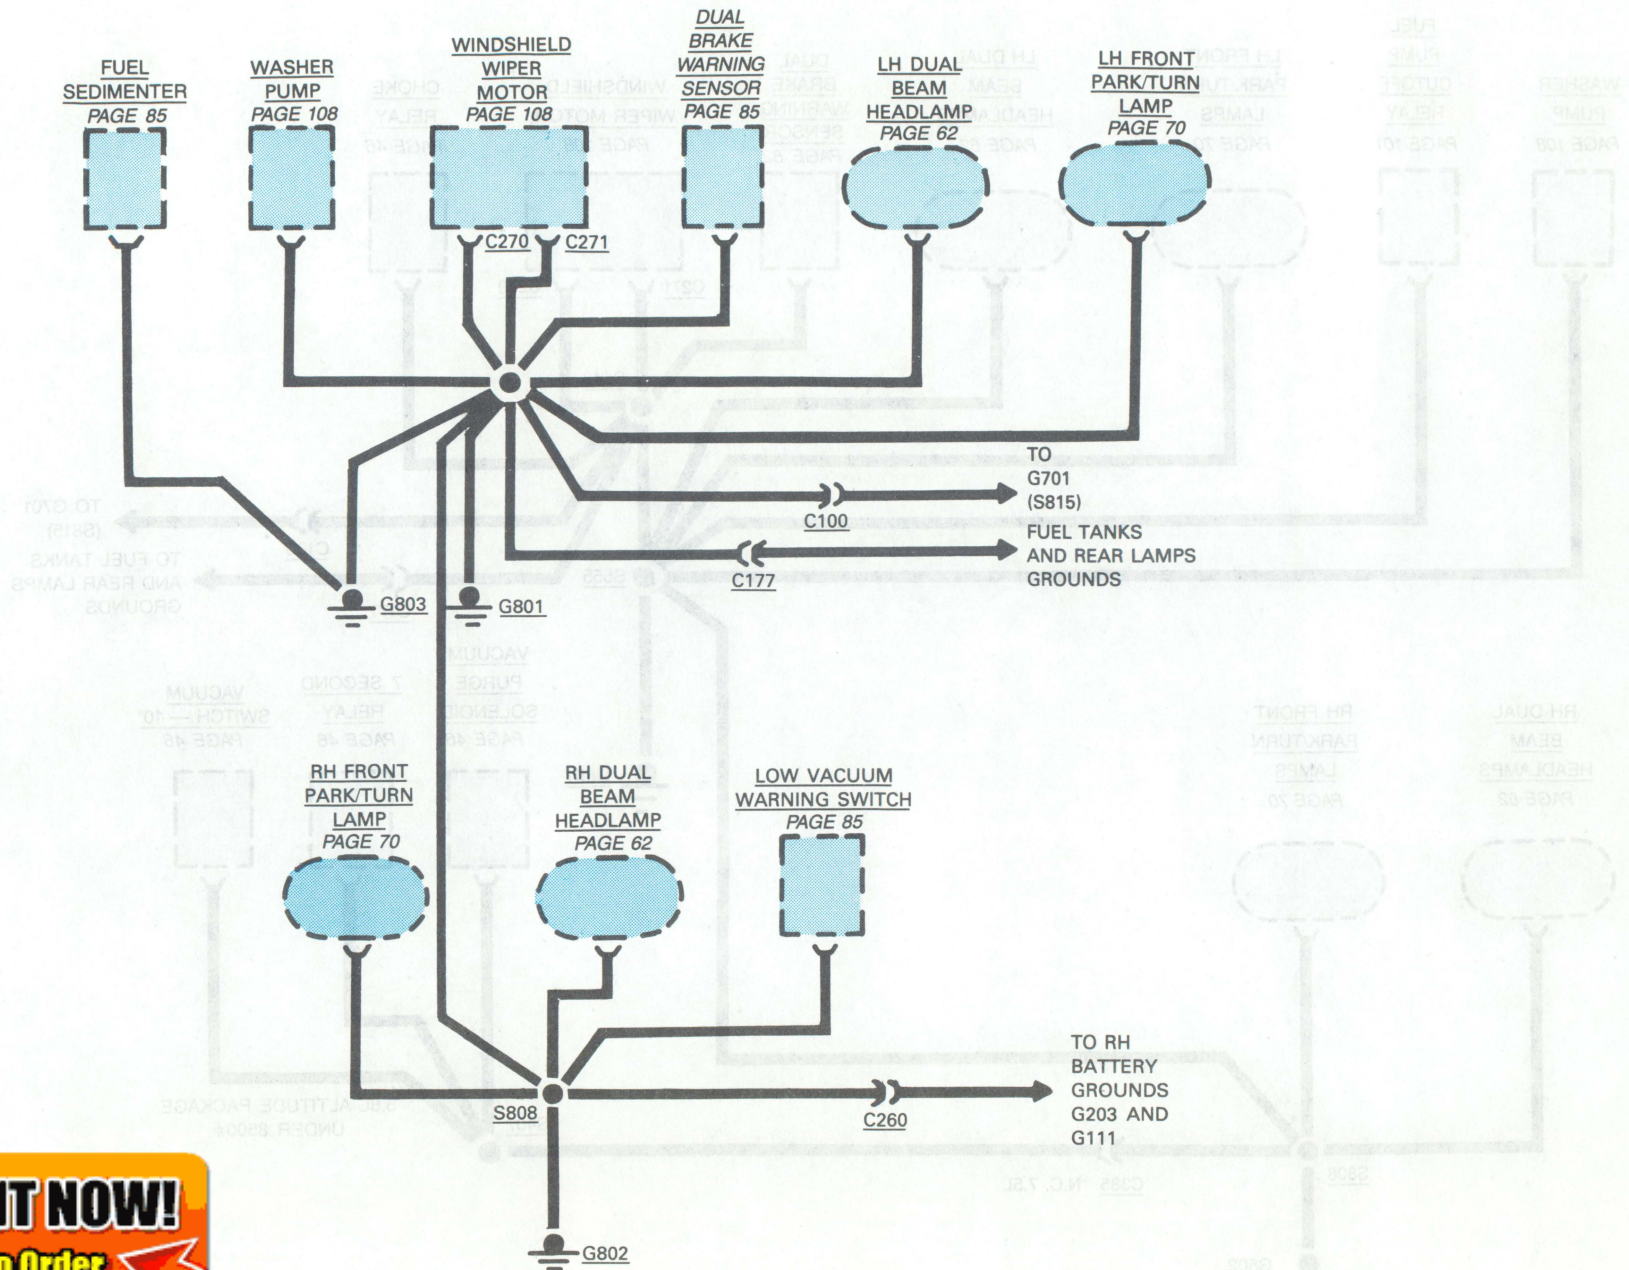 FUEL
SEDIMENTER
PAGE 85
WASHER
PUMP
PAGE 108
WINDSHIELD
WIPER
MOTOR
PAGE 108
DUAL
BRAKE
WARNING
SENSOR
PAGE 85
LH DUAL
BEAM
HEADLAMP
PAGE 62
LH FRONT
PARK/TURN
LAMP
PAGE 70
C270
C271
TO
G701
(S815)
C100
FUEL TANKS
AND REAR LAMPS
GROUNDS
C177
G803
G801
RH FRONT
PARK/TURN
LAMP
PAGE 70
RH DUAL
BEAM
HEADLAMP
PAGE 62
LOW VACUUM
WARNING SWITCH
PAGE 85
TO RH
BATTERY
GROUNDS
G203 AND
G111
S808
C260
G802
IT NOW!
Order